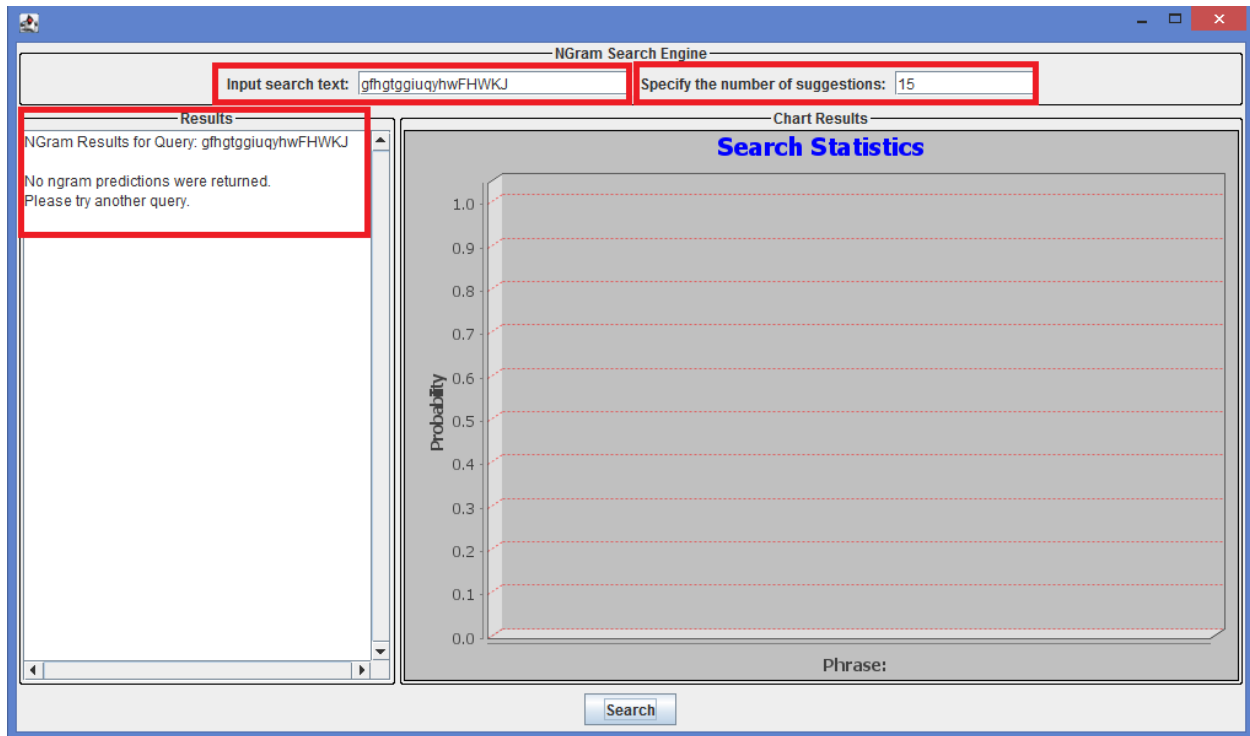 NGram Search Engine
Input search text: gfhgtggiuqyhwFHWKJ Specify the number of suggestions: 15
Results
NGram Results for Query: gfhgtggiuqyhwFHWKJ
No ngram predictions were returned.
Please try another query.
Chart Results
Search Statistics
1.0
0.9
0.8
0.7
0.6
0.5
0.4
0.3
0.2
0.1
0.0
Probability
Phrase:
Search